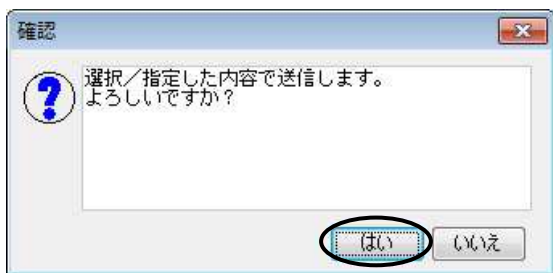 確認
選択／指定した内容で送信します。
よろしいですか？
はい
いいえ